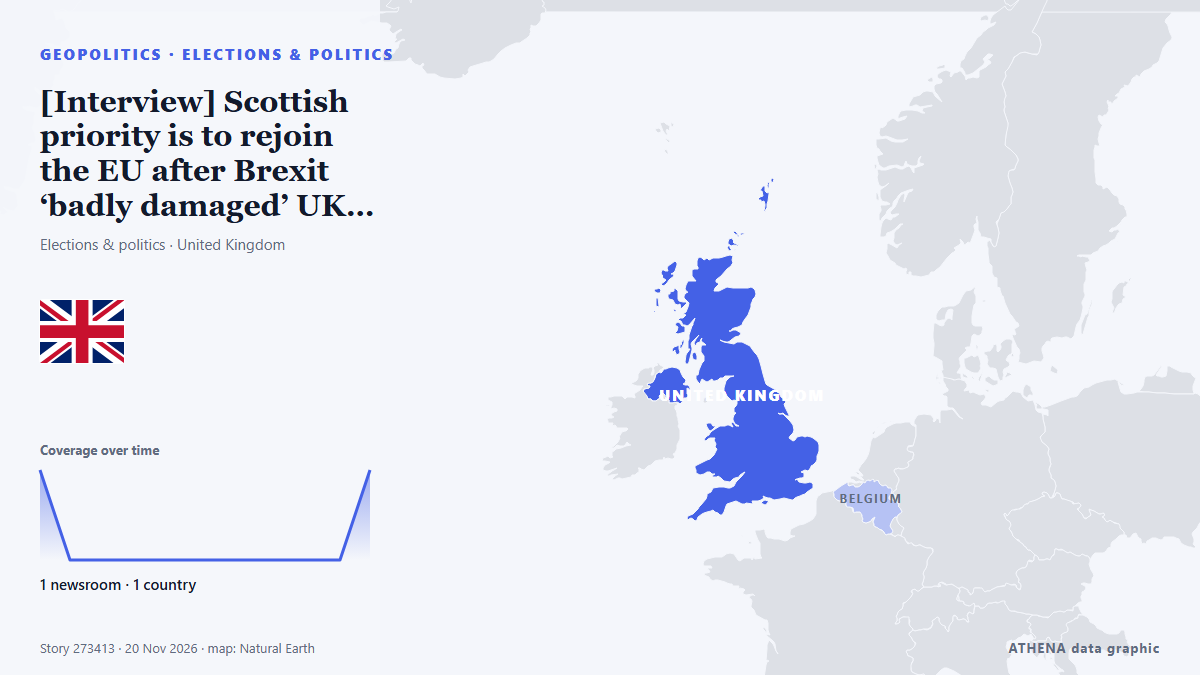 GEOPOLITICS · ELECTIONS & POLITICS
[Interview] Scottish
priority is to rejoin
the EU after Brexit
‘badly damaged’ UK…
Elections & politics · United Kingdom
UNITED KINGDOM
BELGIUM
Coverage over time
1 newsroom · 1 country
Story 273413 · 20 Nov 2026 · map: Natural Earth
ATHENA data graphic